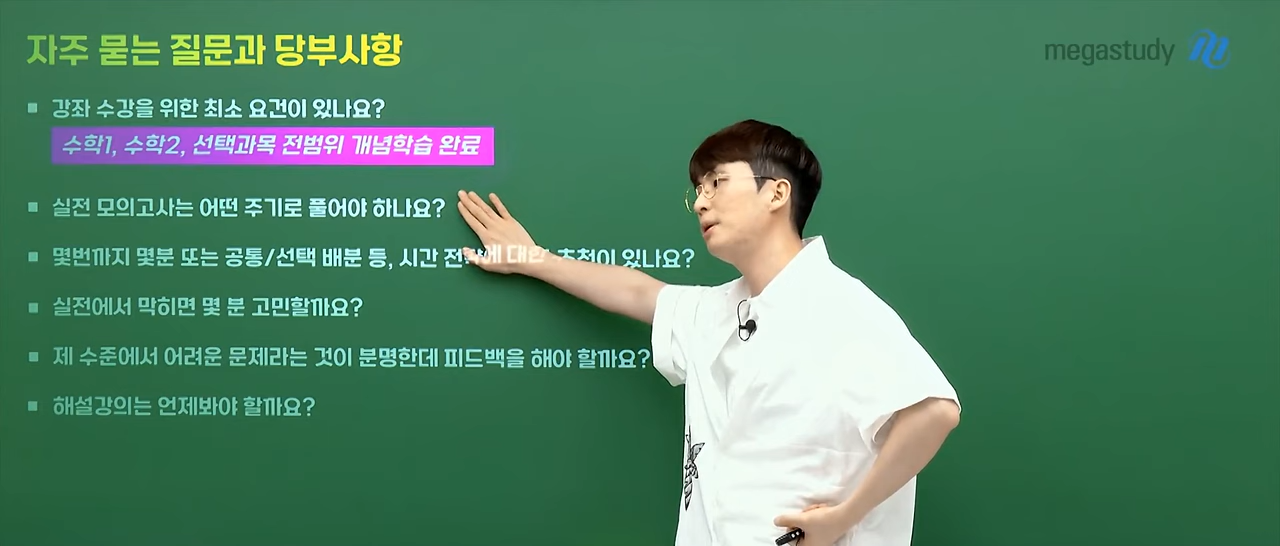 자주 묻는 질문과 당부사항
megastudy
▪ 강좌 수강을 위한 최소 요건이 있나요?
수학1, 수학2, 선택과목 전범위 개념학습 완료
▪ 실전 모의고사는 어떤 주기로 풀어야 하나요?
▪ 몇번까지 몇분 또는 공통/선택 배분 등, 시간 전략에 대한 추천이 있나요?
▪ 실전에서 막히면 몇 분 고민할까요?
▪ 제 수준에서 어려운 문제라는 것이 분명한데 피드백을 해야 할까요?
▪ 해설강의는 언제봐야 할까요?